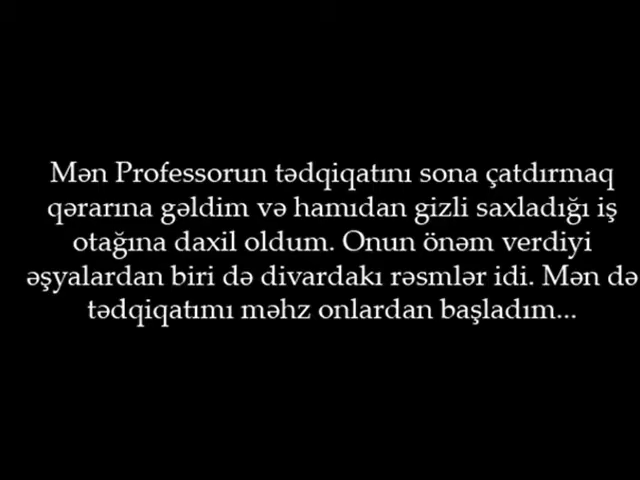 Mən Professorun tədqiqatını sona çatdırmaq
qərarına gəldim və hamıdan gizli saxladığı iş
otağına daxil oldum. Onun önəm verdiyi
əşyalardan biri də divardakı rəsmlər idi. Mən də
tədqiqatımı məhz onlardan başladım...